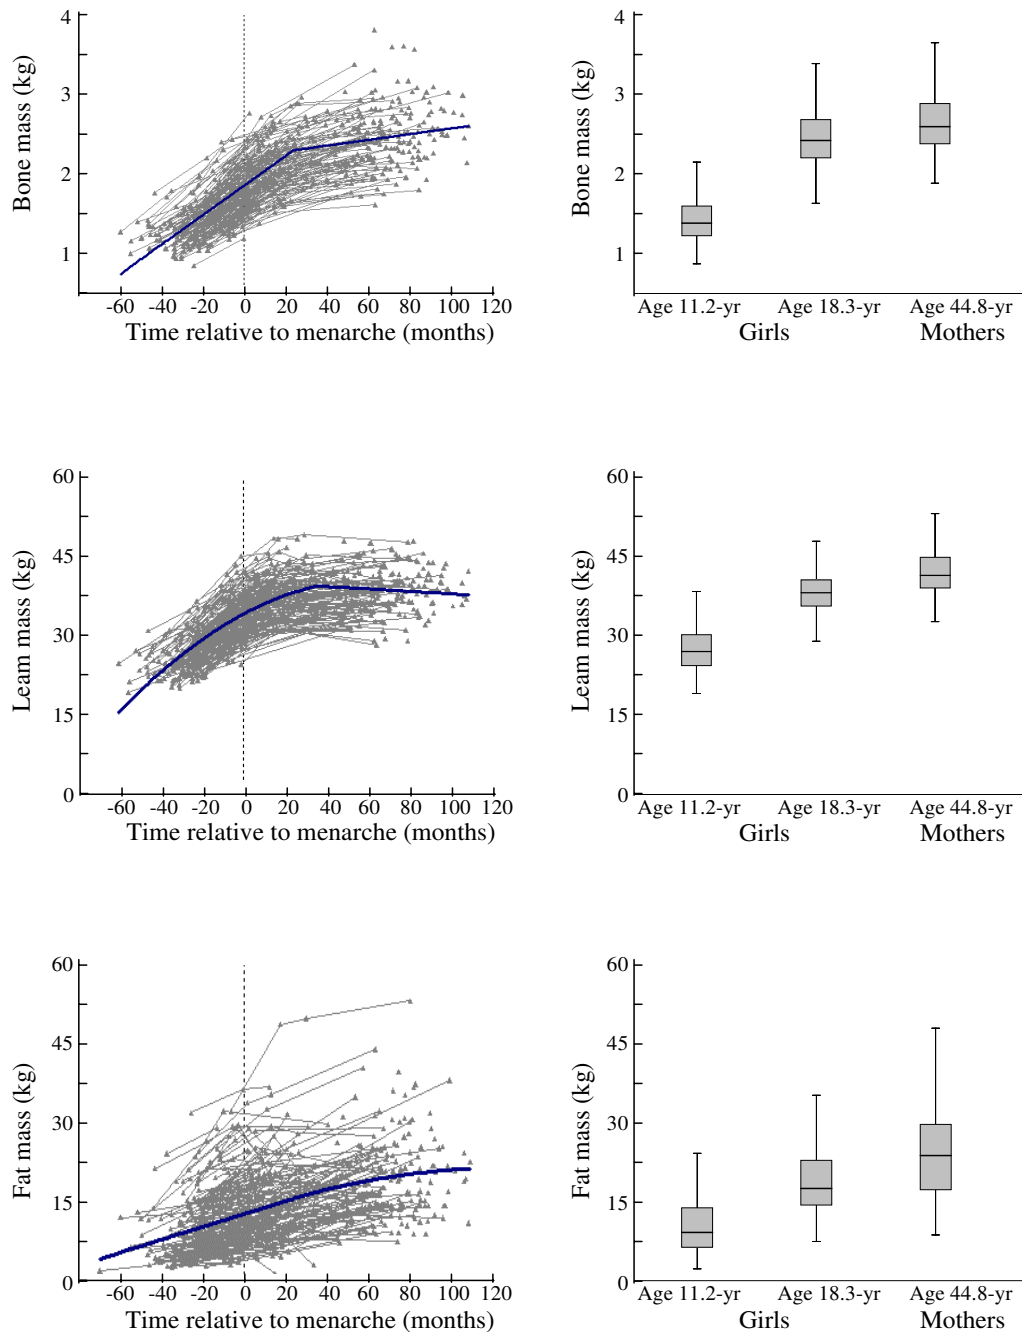 4
3
2
1
Bone mass (kg)
-60 -40 -20 0 20 40 60 80 100 120
Time relative to menarche (months)
4
3
2
1
Bone mass (kg)
Age 11.2-yr Age 18.3-yr Age 44.8-yr
Girls Mothers
60
45
30
15
0
Leam mass (kg)
-60 -40 -20 0 20 40 60 80 100 120
Time relative to menarche (months)
60
45
30
15
0
Leam mass (kg)
Age 11.2-yr Age 18.3-yr Age 44.8-yr
Girls Mothers
60
45
30
15
0
Fat mass (kg)
-60 -40 -20 0 20 40 60 80 100 120
Time relative to menarche (months)
60
45
30
15
0
Fat mass (kg)
Age 11.2-yr Age 18.3-yr Age 44.8-yr
Girls Mothers